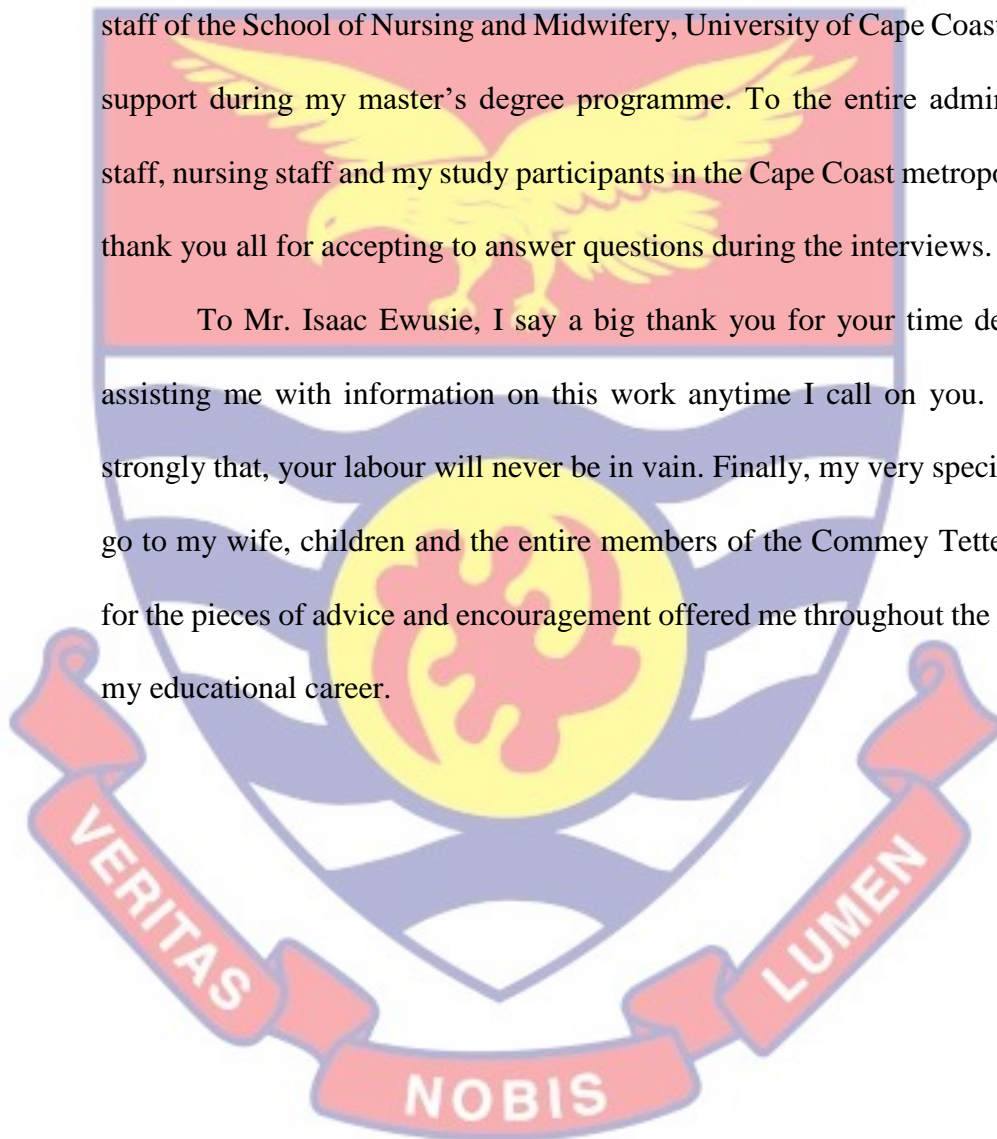 staff of the School of Nursing and Midwifery, University of Cape Coast
support during my master's degree programme. To the entire admin
staff, nursing staff and my study participants in the Cape Coast metropo
thank you all for accepting to answer questions during the interviews.
To Mr. Isaac Ewusie, I say a big thank you for your time de
assisting me with information on this work anytime I call on you.
strongly that, your labour will never be in vain. Finally, my very speci
go to my wife, children and the entire members of the Commey Tette
for the pieces of advice and encouragement offered me throughout the
my educational career.
VERITAS
NOBIS
LUMEN